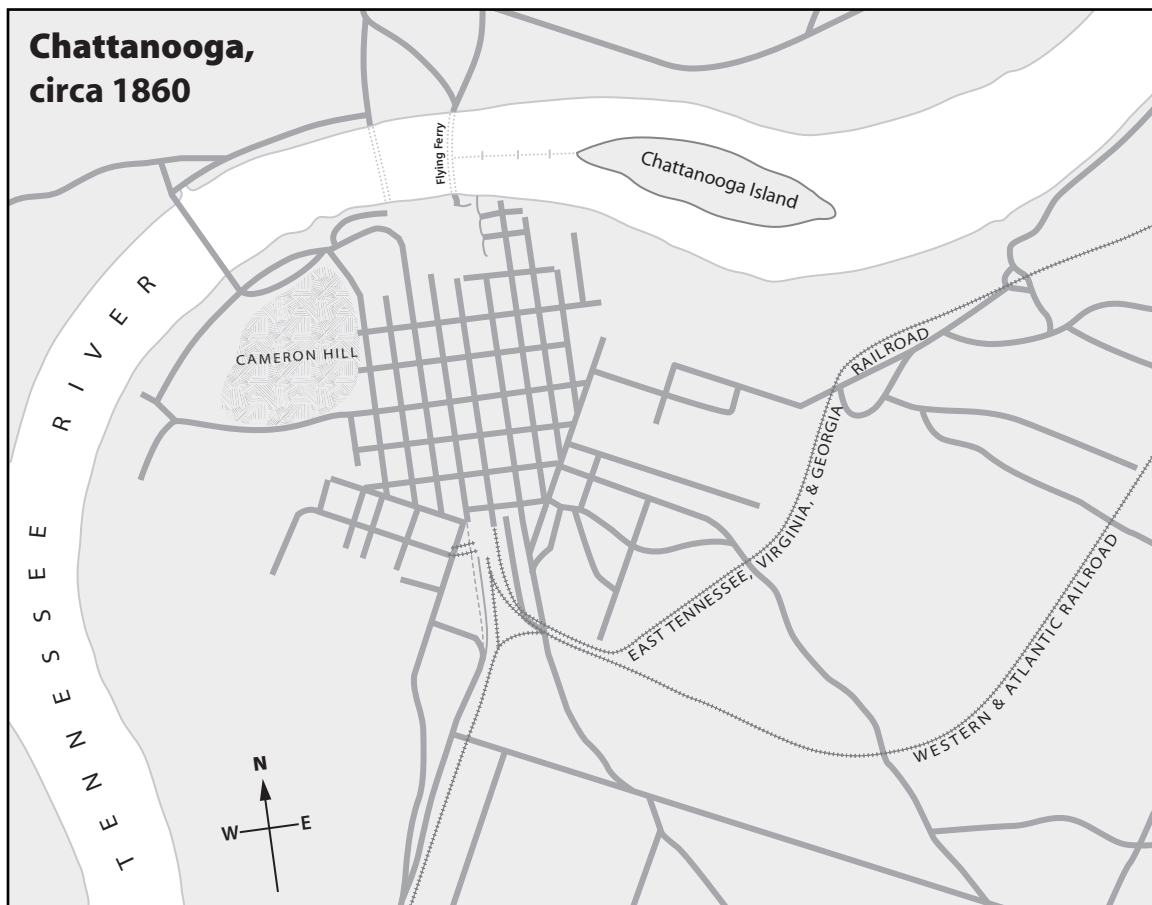 Chattanooga,
circa 1860
Flying Ferry
Chattanooga Island
TENNESSEE RIVER
CAMERON HILL
EAST TENNESSEE, VIRGINIA, & GEORGIA RAILROAD
WESTERN & ATLANTIC RAILROAD
N
W
E